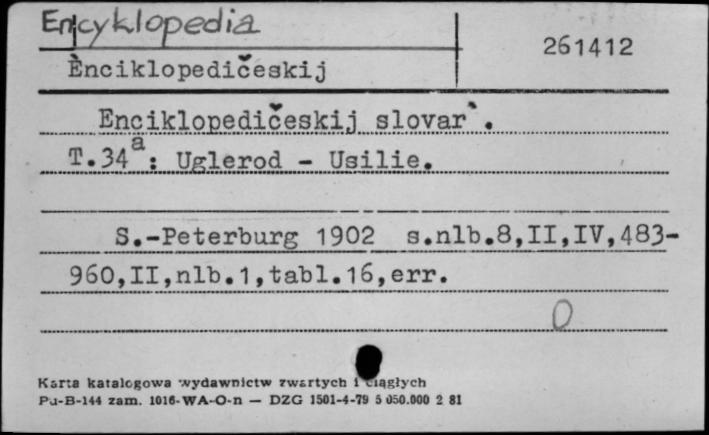 Encyklopedia
261412
Ènciklopedičeskij
Enciklopedičeskij slovar`.
T.34a: Uglerod - Usilie.
S.-Peterburg 1902 s.nlb.8,II,IV,483-
960,II,nlb.1,tabl.16,err.
0
Karta katalogowa wydawnictw zwartych i ciągłych
Pu-B-144 zam. 1016-WA-O-n — DZG 1501-4-79 5 050.000 2 81